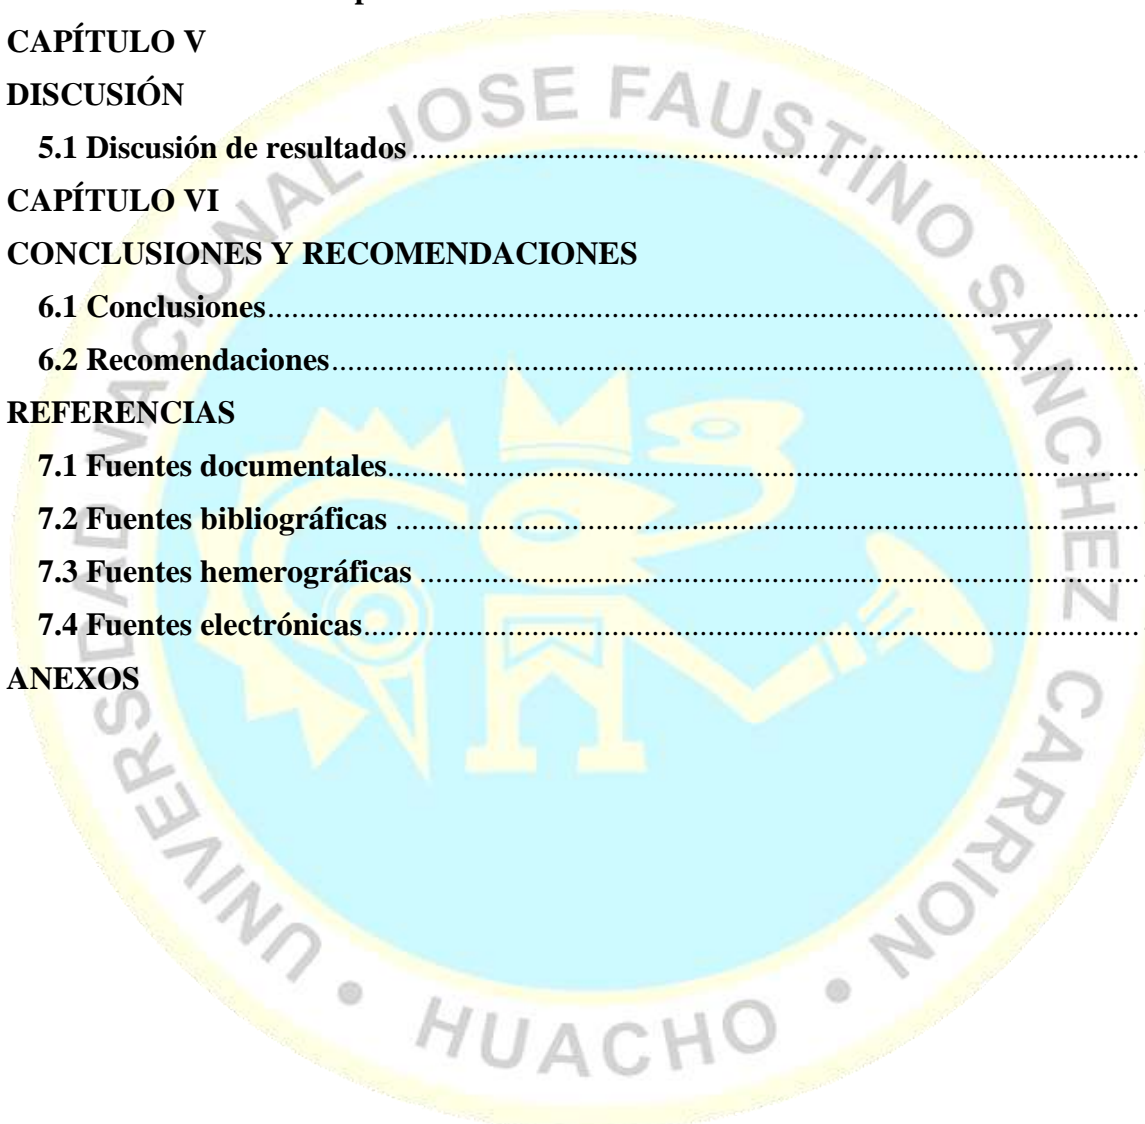 CAPÍTULO V
DISCUSIÓN
5.1 Discusión de resultados
CAPÍTULO VI
CONCLUSIONES Y RECOMENDACIONES
6.1 Conclusiones
6.2 Recomendaciones
REFERENCIAS
7.1 Fuentes documentales
7.2 Fuentes bibliográficas
7.3 Fuentes hemerográficas
7.4 Fuentes electrónicas
ANEXOS
UNIVERSIDAD NACIONAL JOSE FAUSTINO SANCHEZ CARRION • HUACHO •